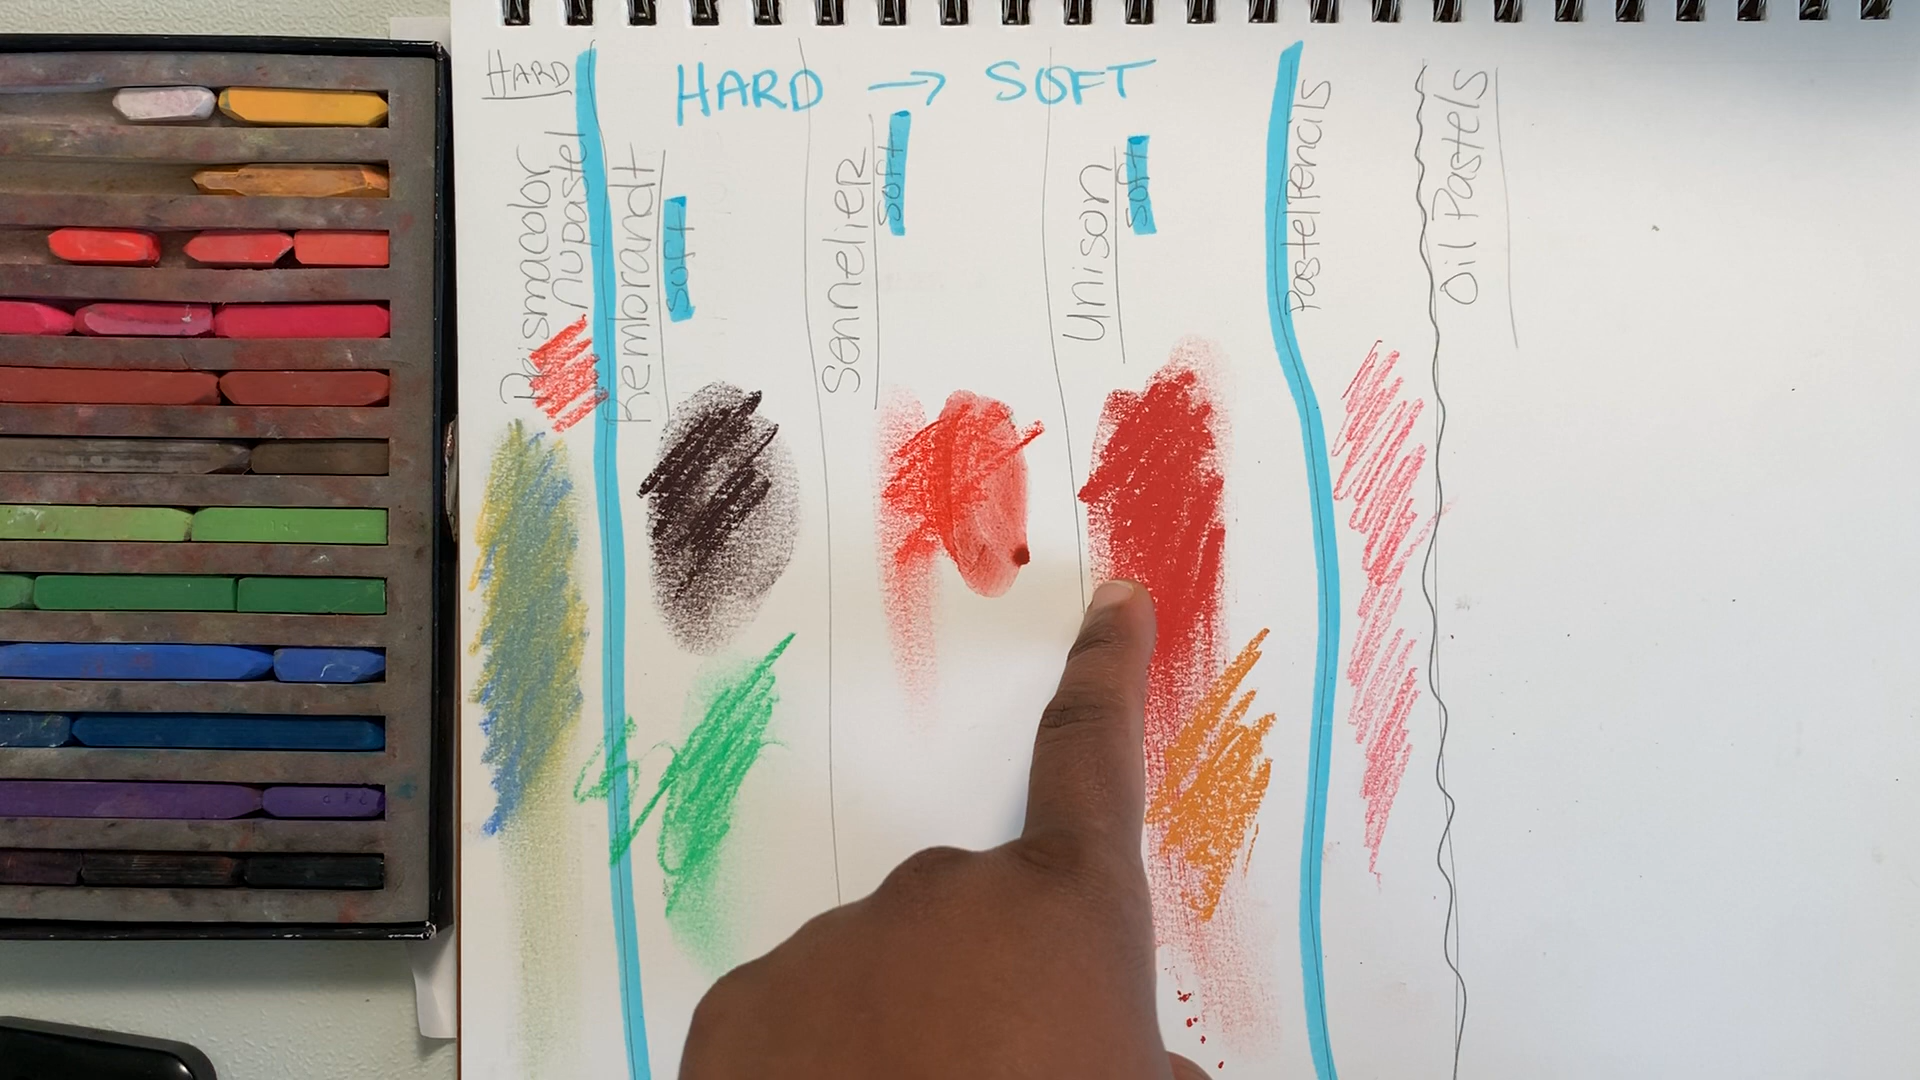 HARD
HARD → SOFT
Prismacolor
nupastel
Rembrandt
soft
Sennelier
soft
Unison
soft
Pastel Pencils
Oil Pastels